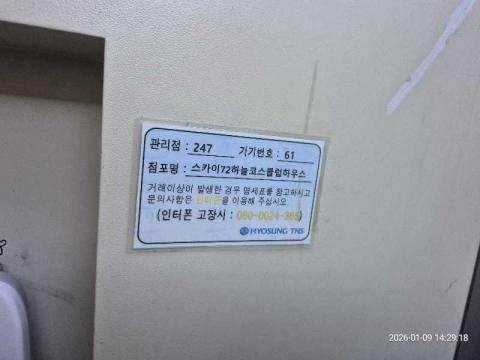 관리점 : 247 기기번호 : 61
점포명 : 스카이72하늘코스클럽하우스
거래이상이 발생한 경우 명세표를 참고하시고
문의사항은 인터폰을 이용해 주십시오.
(인터폰 고장시 : 080-0024-365)
HYOSUNG TNS
8
2026-01-09 14:29:18